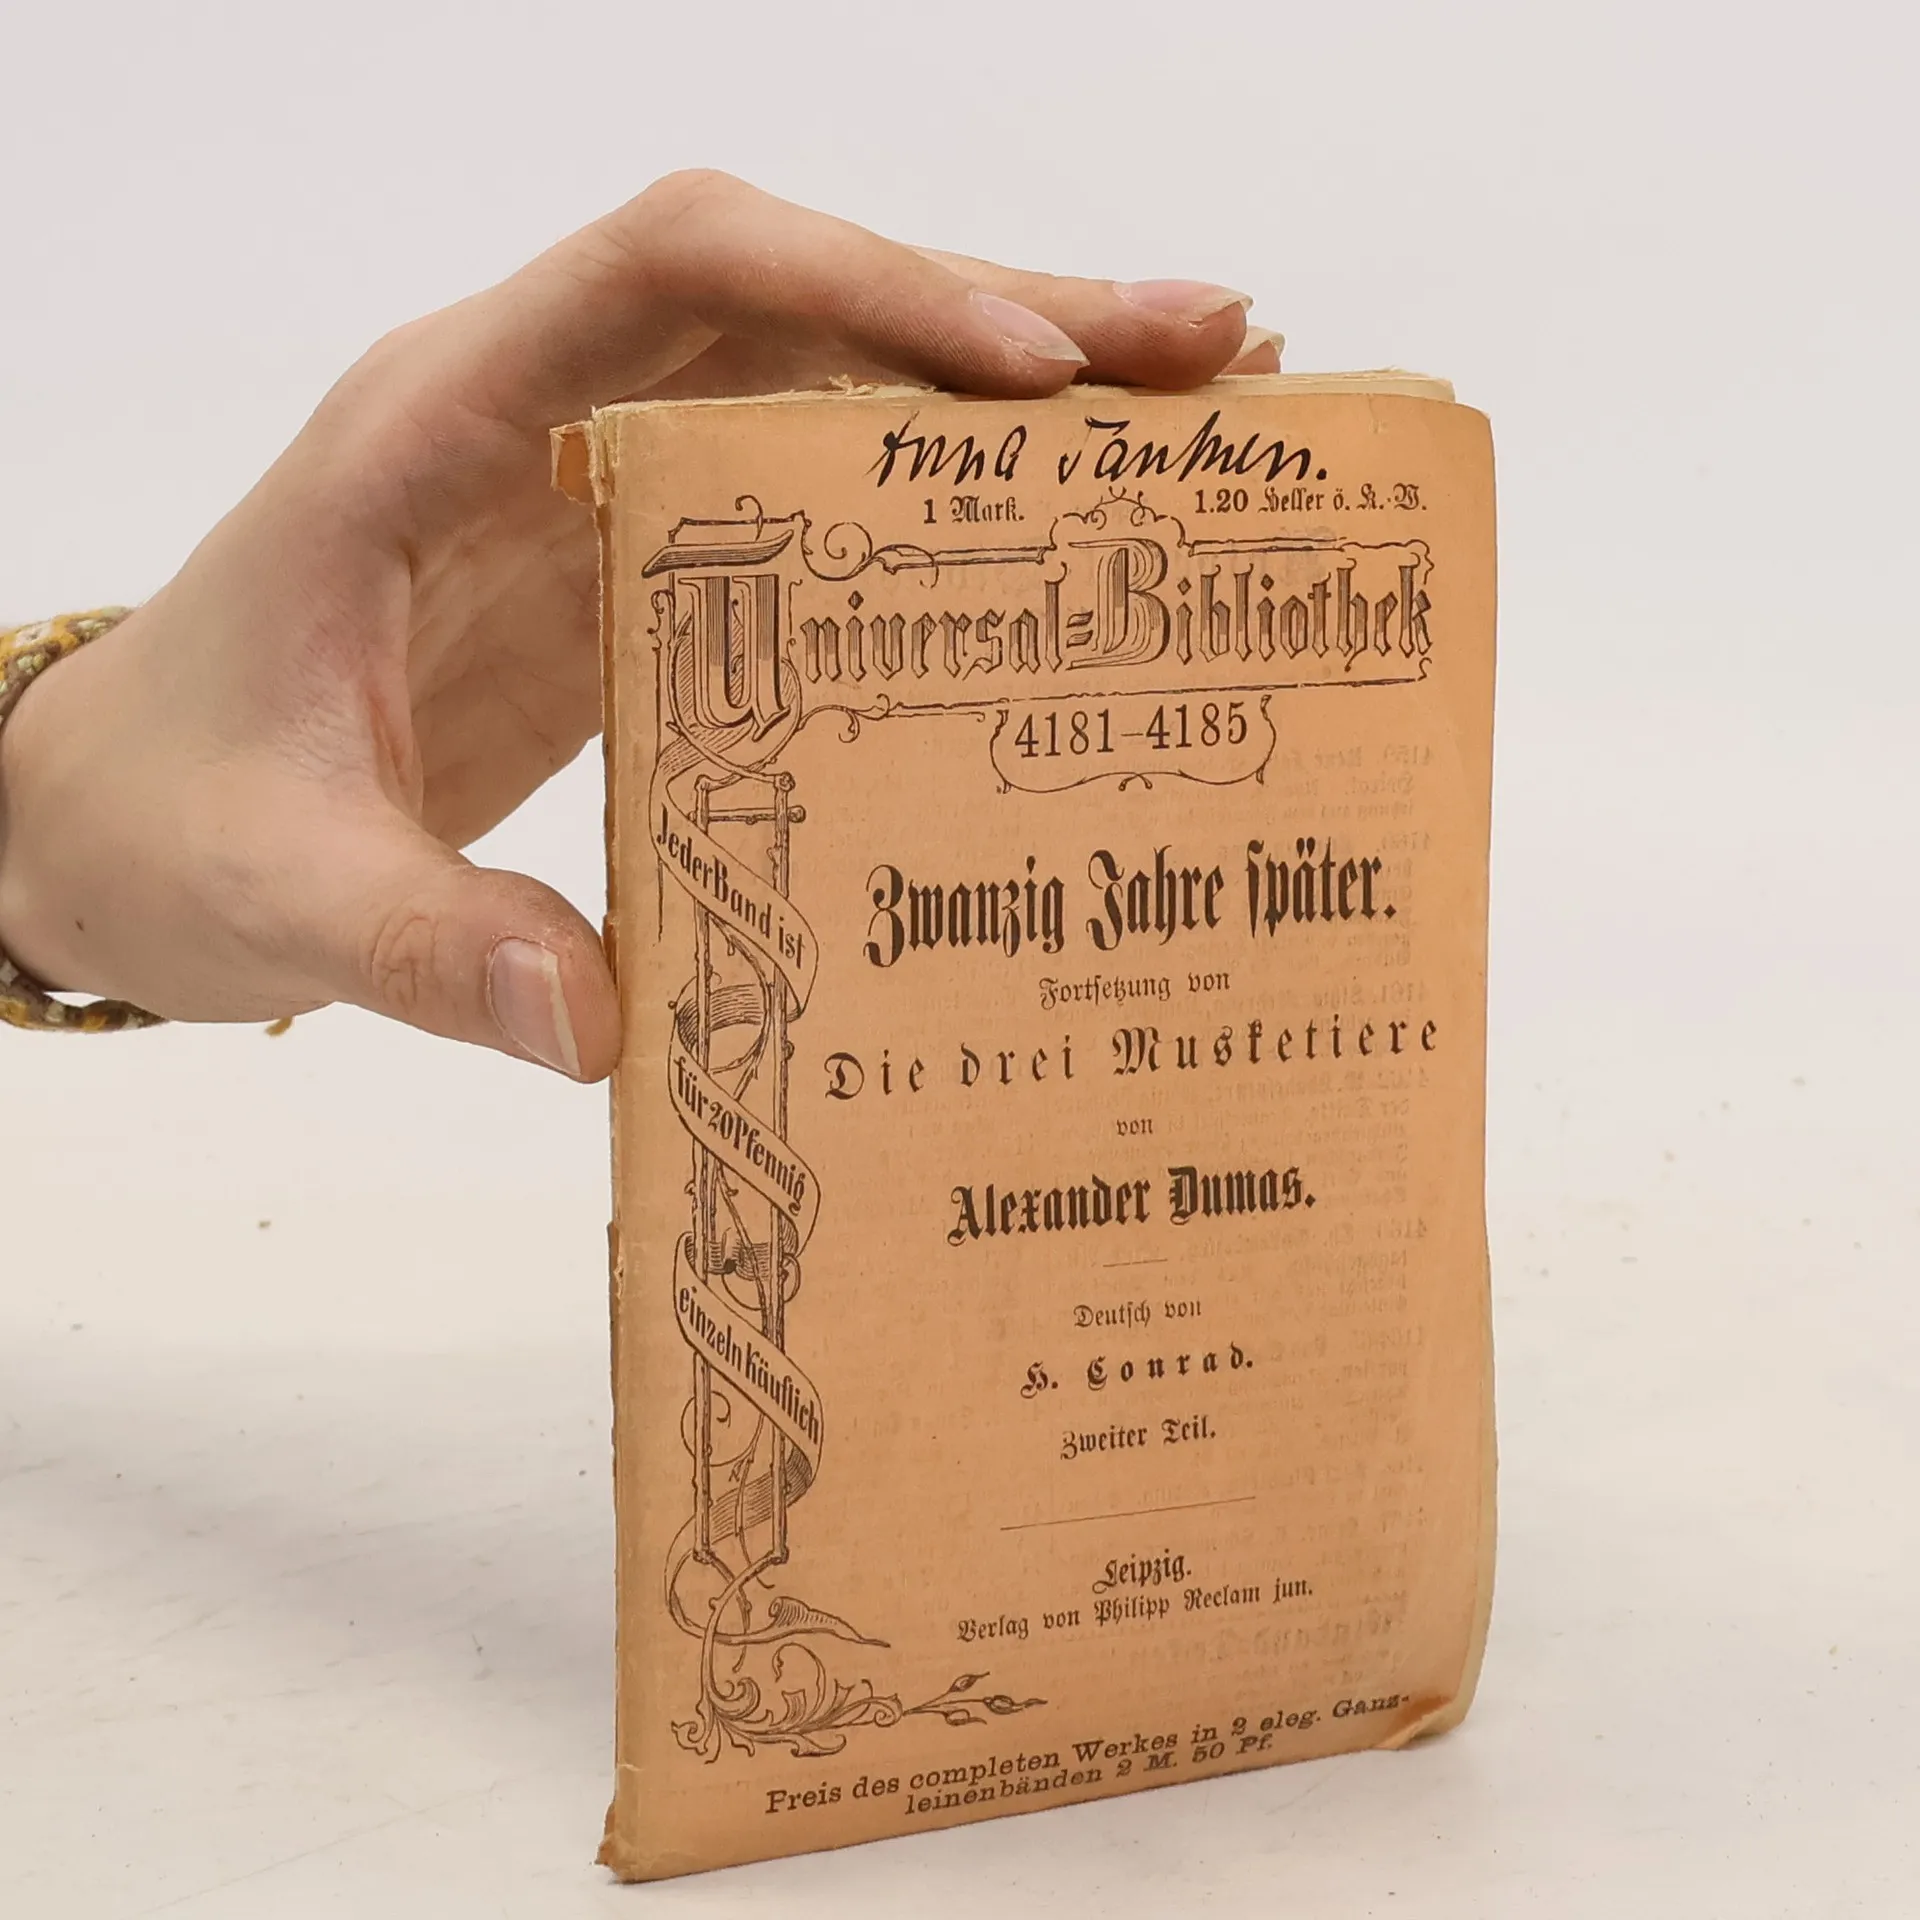 Anna
1 Mark. 1.20 Heller ö. K.-W.
Universal=Bibliothek
4181–4185
Jeder Band ist
für 20 Pfennig
einzeln käuflich
Zwanzig Jahre später.
Fortsetzung von
Die drei Musketiere
von
Alexander Dumas.
Deutsch von
H. Conrad.
Zweiter Teil.
Leipzig.
Verlag von Philipp Reclam jun.
Preis des completen Werkes in 2 eleg. Ganz-
leinenbänden 2 M. 50 Pf.